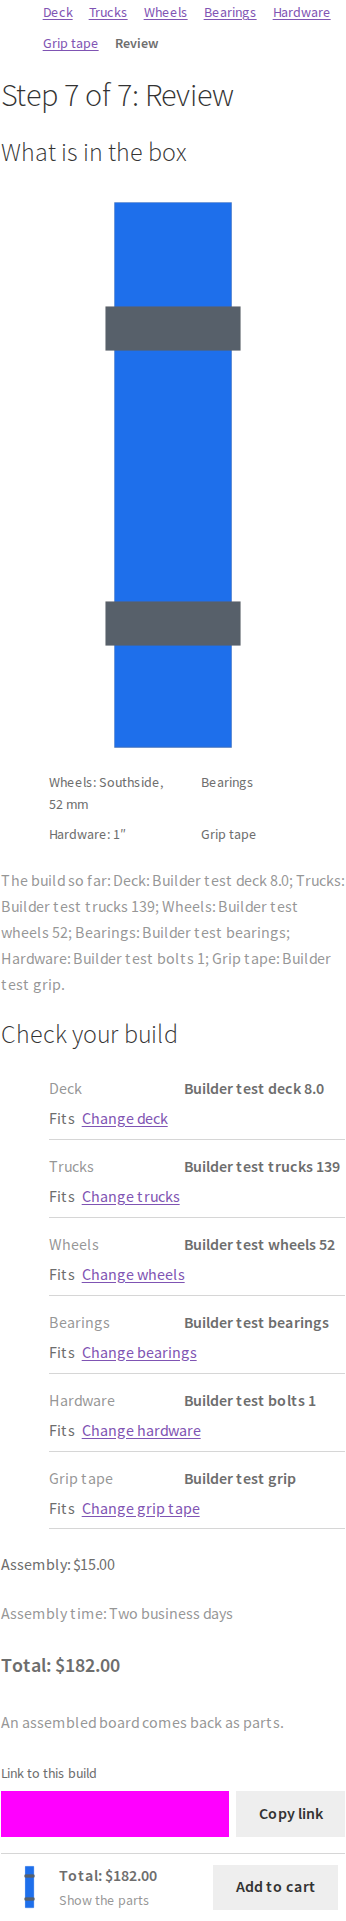 Deck Trucks Wheels Bearings Hardware
Grip tape Review
Step 7 of 7: Review
What is in the box
Wheels: Southside, 52 mm
Bearings
Hardware: 1″
Grip tape
The build so far: Deck: Builder test deck 8.0; Trucks:
Builder test trucks 139; Wheels: Builder test
wheels 52; Bearings: Builder test bearings;
Hardware: Builder test bolts 1; Grip tape: Builder
test grip.
Check your build
Deck Builder test deck 8.0
Fits Change deck
Trucks Builder test trucks 139
Fits Change trucks
Wheels Builder test wheels 52
Fits Change wheels
Bearings Builder test bearings
Fits Change bearings
Hardware Builder test bolts 1
Fits Change hardware
Grip tape Builder test grip
Fits Change grip tape
Assembly: $15.00
Assembly time: Two business days
Total: $182.00
An assembled board comes back as parts.
Link to this build
Copy link
Total: $182.00
Show the parts
Add to cart